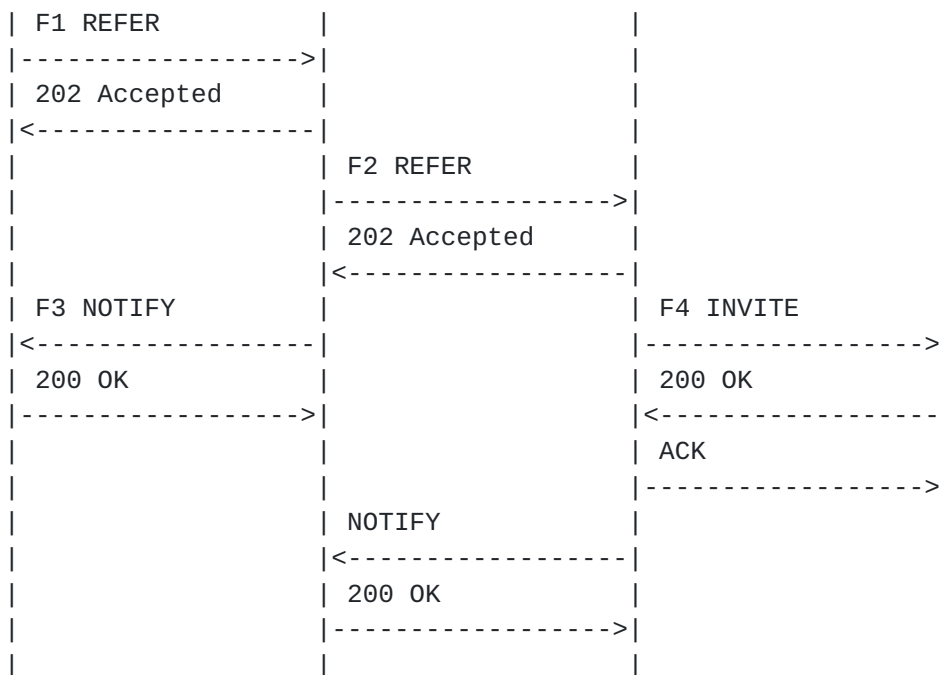 | F1 REFER          |                   |
|------------------>|                   |
| 202 Accepted      |                   |
|<------------------|                   |
|                   | F2 REFER          |
|                   |------------------>|
|                   | 202 Accepted      |
|                   |<------------------|
| F3 NOTIFY         |                   | F4 INVITE
|<------------------|                   |------------------>
| 200 OK            |                   | 200 OK
|------------------>|                   |<------------------
|                   |                   | ACK
|                   |                   |------------------>
|                   | NOTIFY            |
|                   |<------------------|
|                   | 200 OK            |
|                   |------------------>|
|                   |                   |